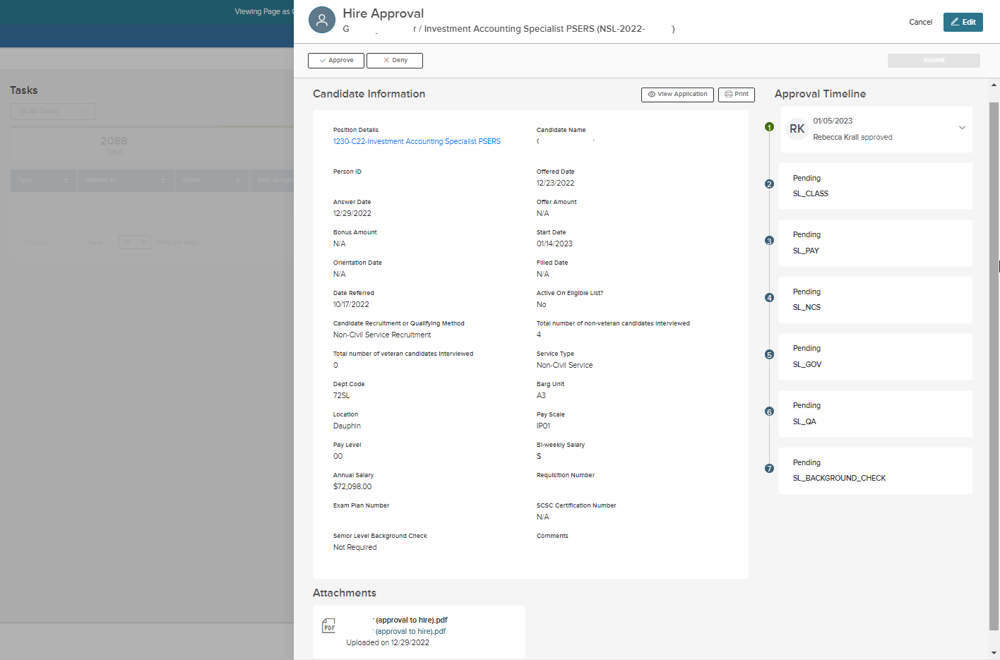 Viewing Page as
Hire Approval
G r / Investment Accounting Specialist PSERS (NSL-2022- )
Cancel
Edit
Approve
Deny
Submit
Tasks
All Tasks
2088
Total
Type
Related To
Status
Date Assign
Previous
Next
20
Items per page
Candidate Information
View Application
Print
Position Details
1230-C22-Investment Accounting Specialist PSERS
Candidate Name
Person ID
Offered Date
12/23/2022
Answer Date
12/29/2022
Offer Amount
N/A
Bonus Amount
N/A
Start Date
01/14/2023
Orientation Date
N/A
Filled Date
N/A
Date Referred
10/17/2022
Active On Eligible List?
No
Candidate Recruitment or Qualifying Method
Non-Civil Service Recruitment
Total number of non-veteran candidates interviewed
4
Total number of veteran candidates interviewed
0
Service Type
Non-Civil Service
Dept Code
72SL
Barg Unit
A3
Location
Dauphin
Pay Scale
IP01
Pay Level
00
Bi-weekly Salary
$
Annual Salary
$72,098.00
Requisition Number
Exam Plan Number
SCSC Certification Number
N/A
Senior Level Background Check
Not Required
Comments
Attachments
PDF
(approval to hire).pdf
(approval to hire).pdf
Uploaded on 12/29/2022
Approval Timeline
1
RK
01/05/2023
Rebecca Krall approved
2
Pending
SL_CLASS
3
Pending
SL_PAY
4
Pending
SL_NCS
5
Pending
SL_GOV
6
Pending
SL_QA
7
Pending
SL_BACKGROUND_CHECK